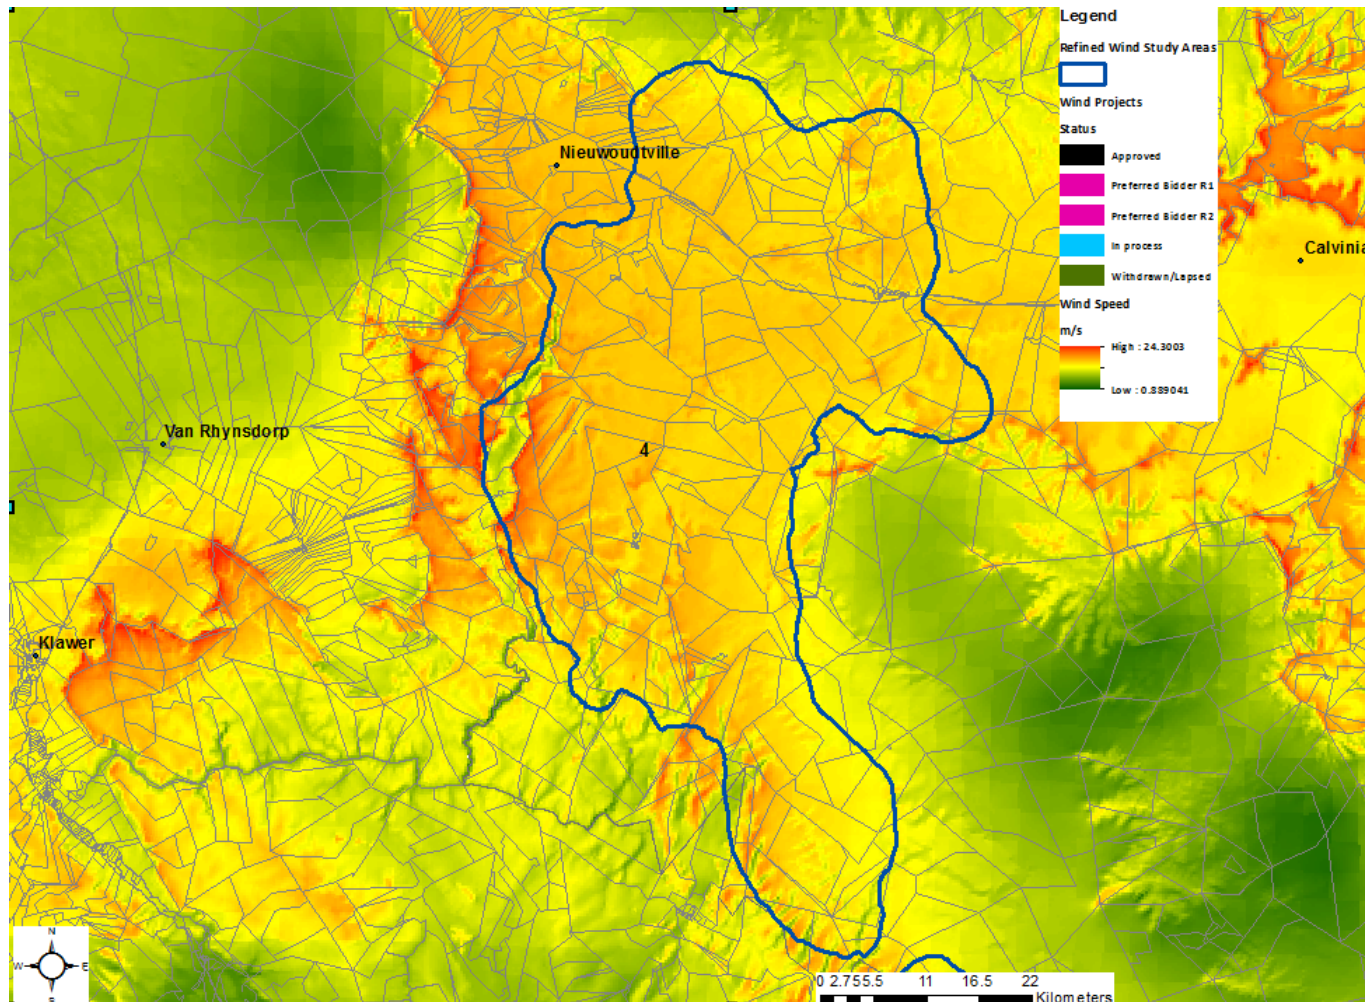 Legend
Refined Wind Study Areas
Wind Projects
Status
Approved
Preferred Bidder R1
Preferred Bidder R2
In process
Withdrawn/Lapsed
Wind Speed
m/s
High : 24.3003
Low : 0.889041
Nieuwoudtville
Calvinia
Van Rhynsdorp
4
Klawer
N
W E
S
0 2.75 5.5 11 16.5 22
Kilometers